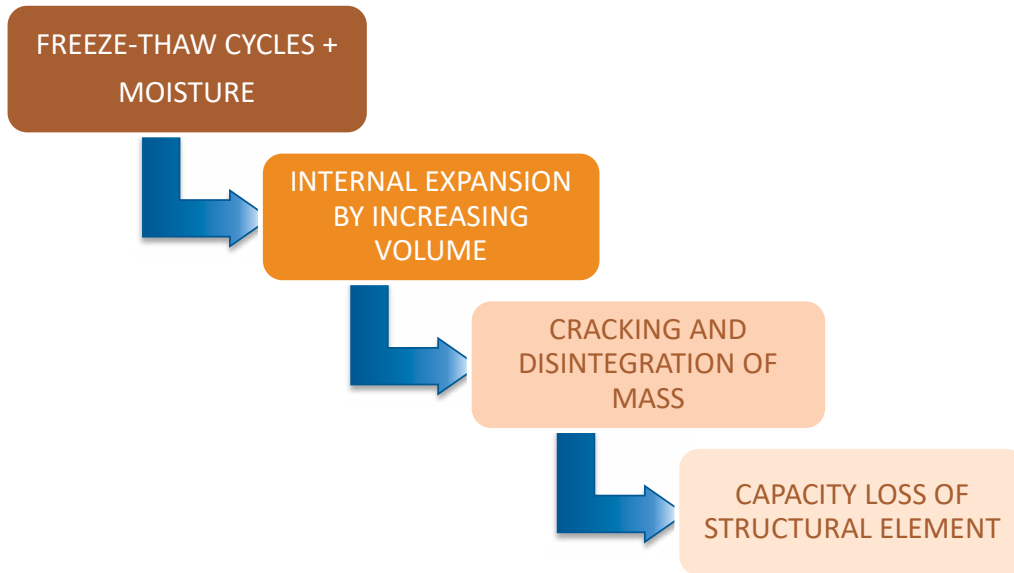 FREEZE-THAW CYCLES +
MOISTURE
INTERNAL EXPANSION
BY INCREASING
VOLUME
CRACKING AND
DISINTEGRATION OF
MASS
CAPACITY LOSS OF
STRUCTURAL ELEMENT